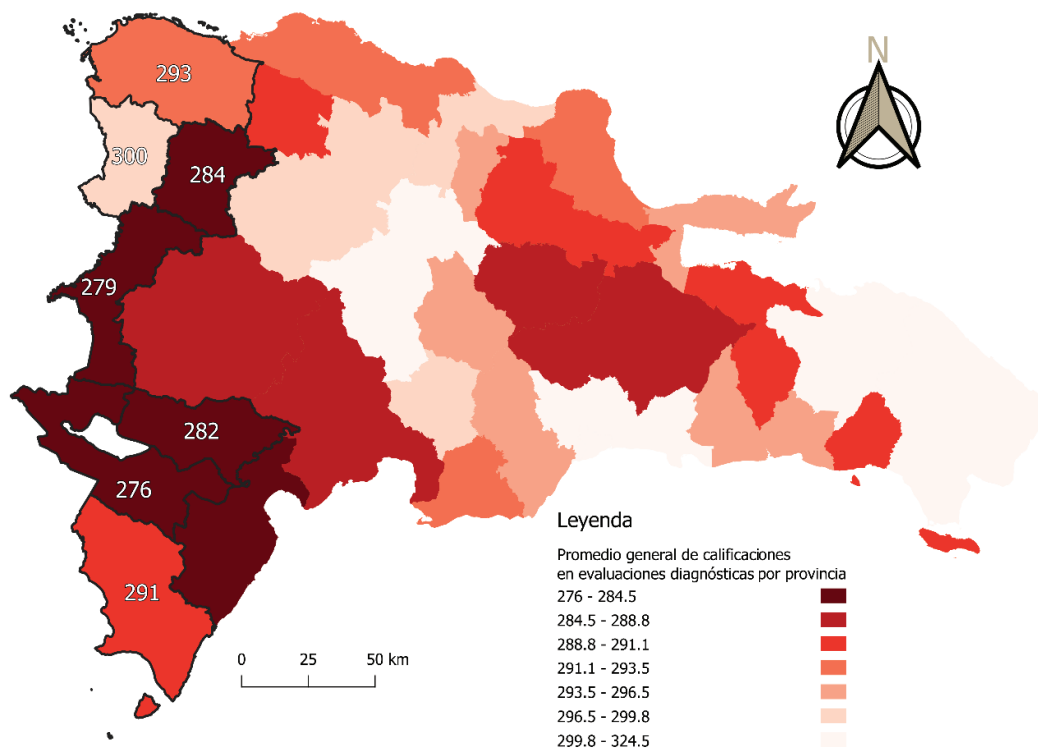 N
293
300
284
279
282
276
291
0 25 50 km
Leyenda
Promedio general de calificaciones
en evaluaciones diagnósticas por provincia
276 - 284.5
284.5 - 288.8
288.8 - 291.1
291.1 - 293.5
293.5 - 296.5
296.5 - 299.8
299.8 - 324.5